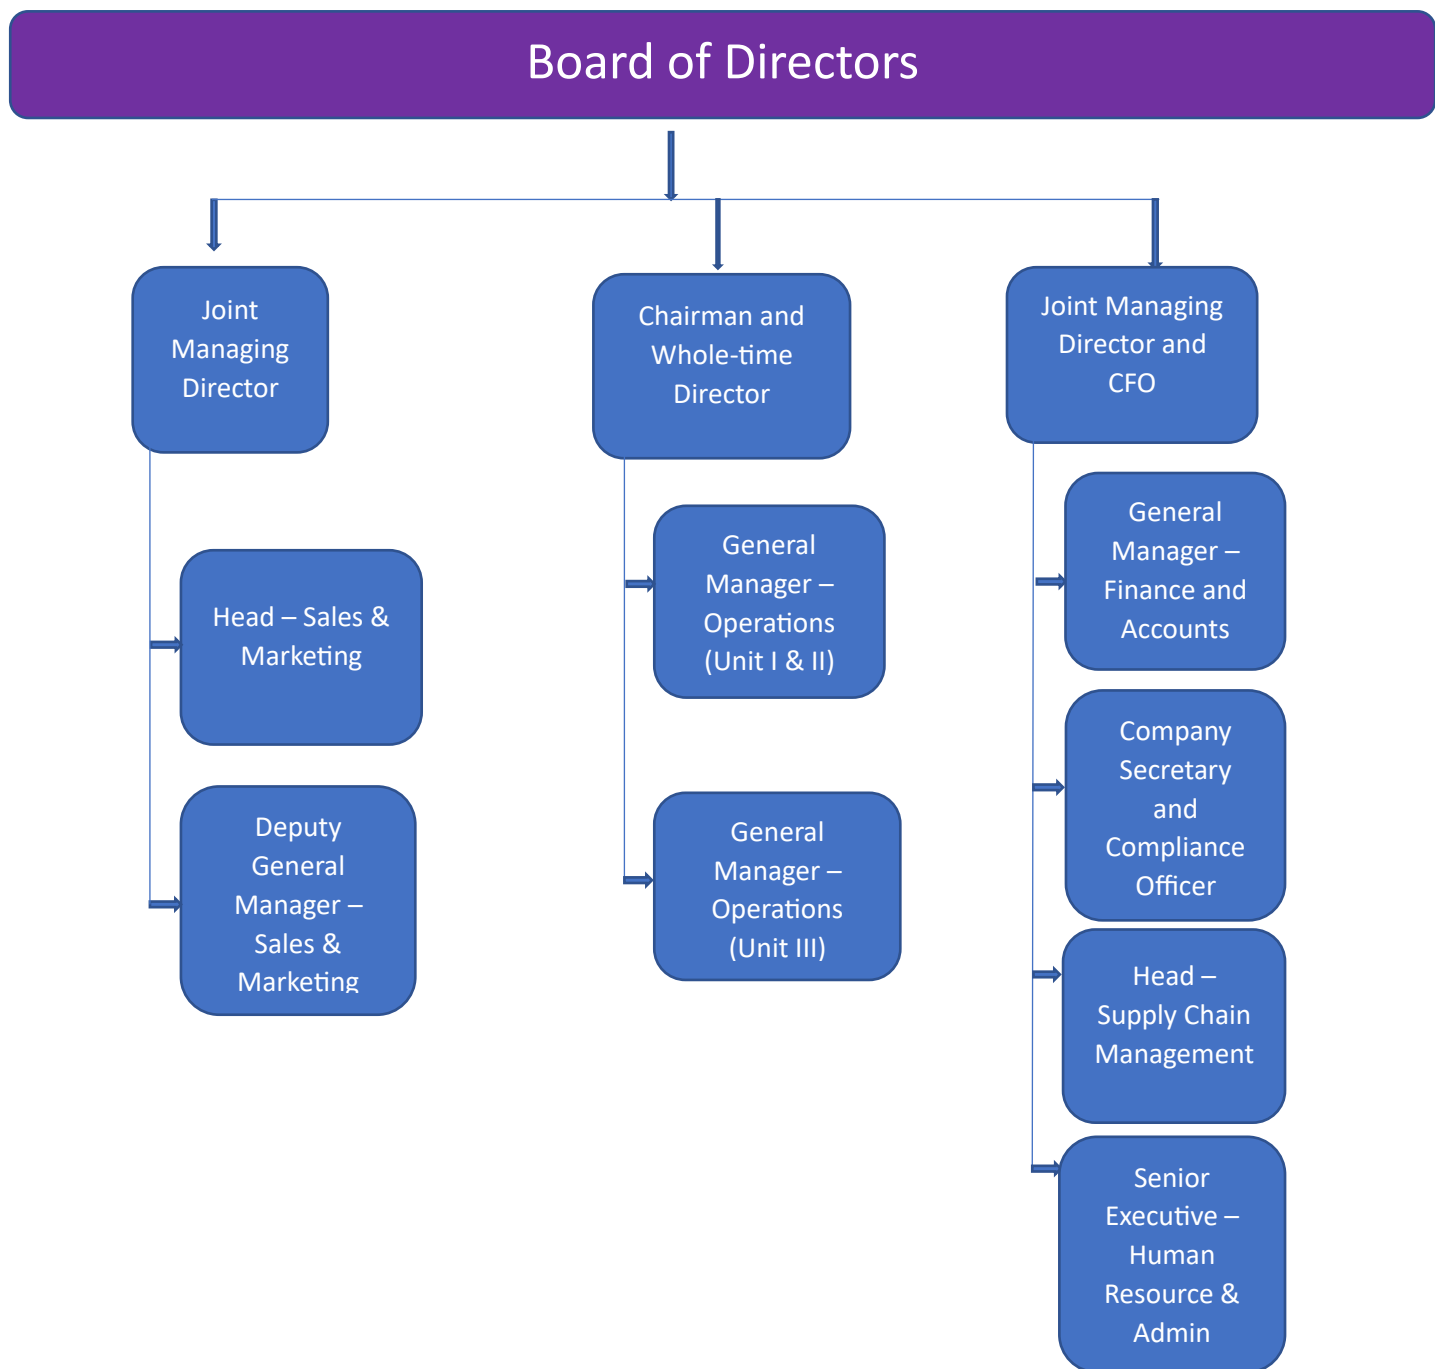 Board of Directors
Joint
Managing
Director
Head – Sales &
Marketing
Deputy
General
Manager –
Sales &
Marketing
Chairman and
Whole-time
Director
General
Manager –
Operations
(Unit I & II)
General
Manager –
Operations
(Unit III)
Joint Managing
Director and
CFO
General
Manager –
Finance and
Accounts
Company
Secretary
and
Compliance
Officer
Head –
Supply Chain
Management
Senior
Executive –
Human
Resource &
Admin